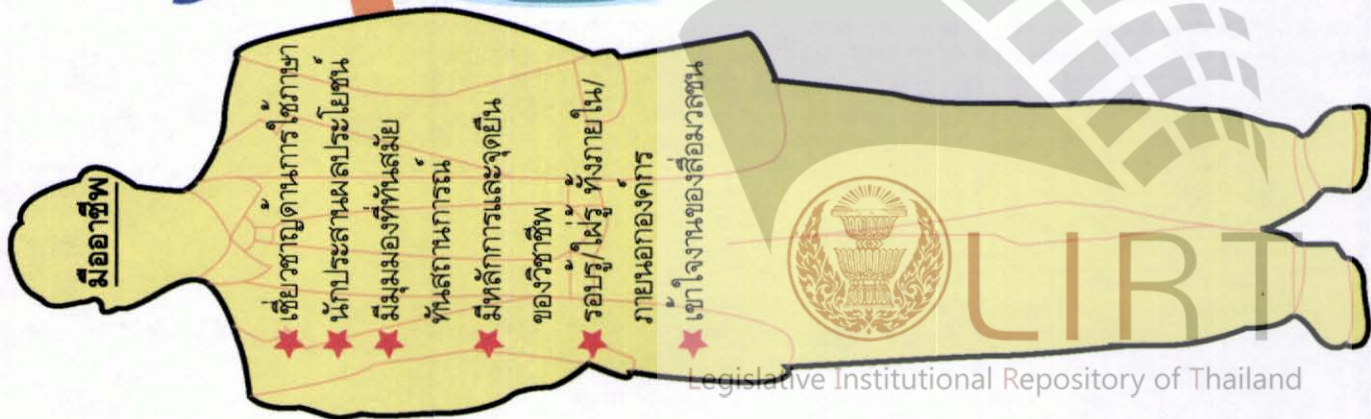 มืออาชีพ
เชี่ยวชาญด้านการใช้ภาษา
นักประสานผลประโยชน์
มีมุมมองที่ทันสมัย
ทันสถานการณ์
มีหลักการและจุดยืน
ของวิชาชีพ
รอบรู้/ใฝ่รู้ ทั้งภายใน/
ภายนอกองค์กร
เข้าใจงานของสื่อมวลชน
LIRT
Legislative Institutional Repository of Thailand